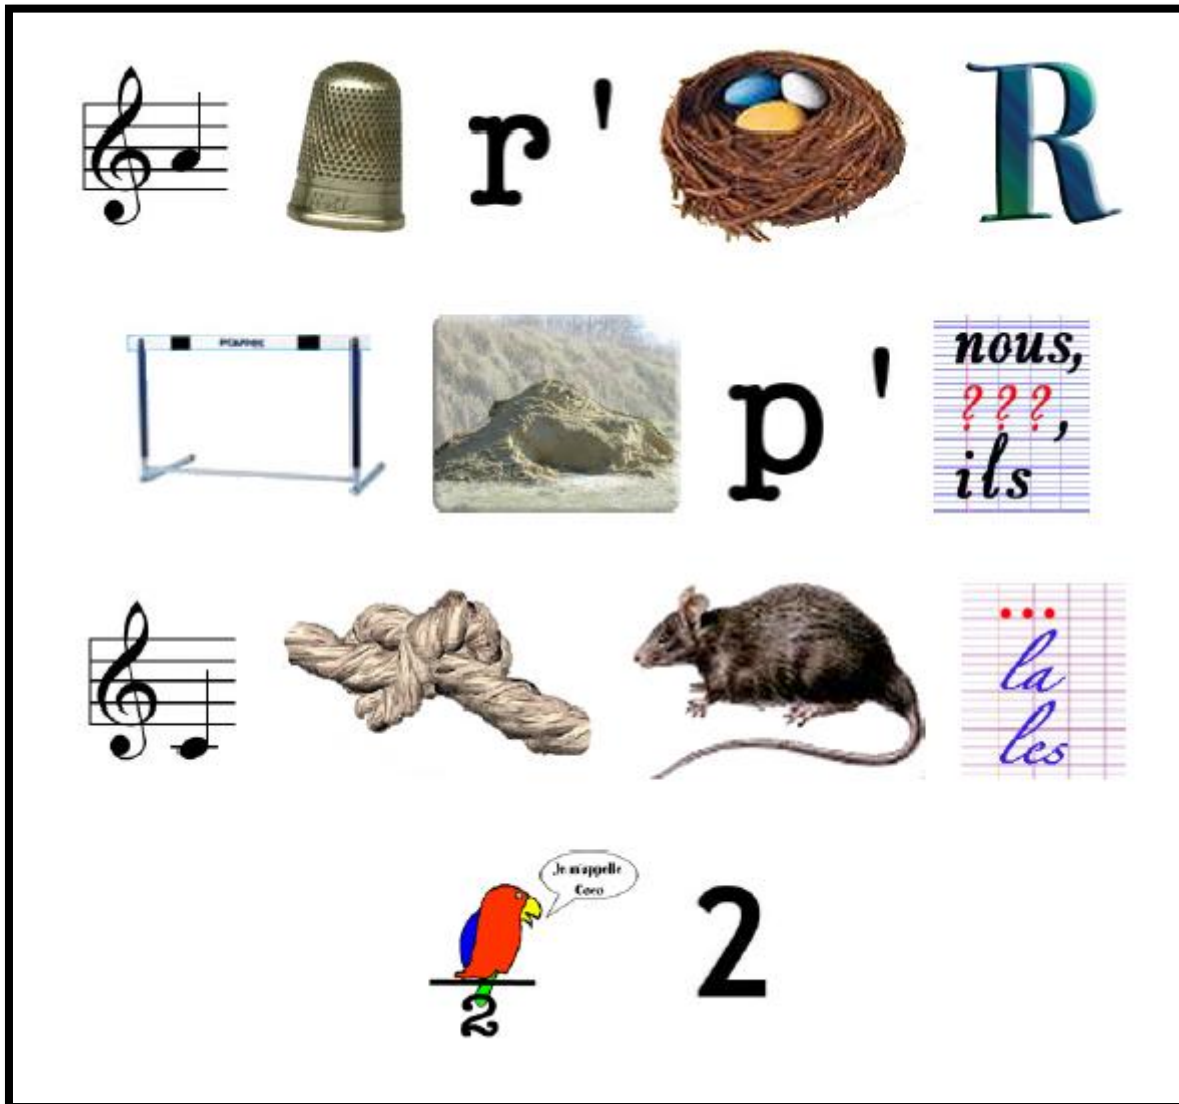 r' R
p' nous,
???,
ils
...
la
les
Je m'appelle
Coco
2 2